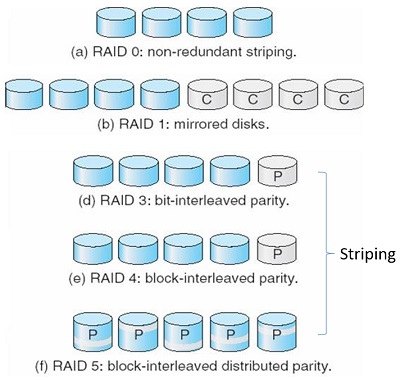 (a) RAID 0: non-redundant striping.
C C C C
(b) RAID 1: mirrored disks.
P
(d) RAID 3: bit-interleaved parity.
P
(e) RAID 4: block-interleaved parity.
Striping
P P P P P
(f) RAID 5: block-interleaved distributed parity.